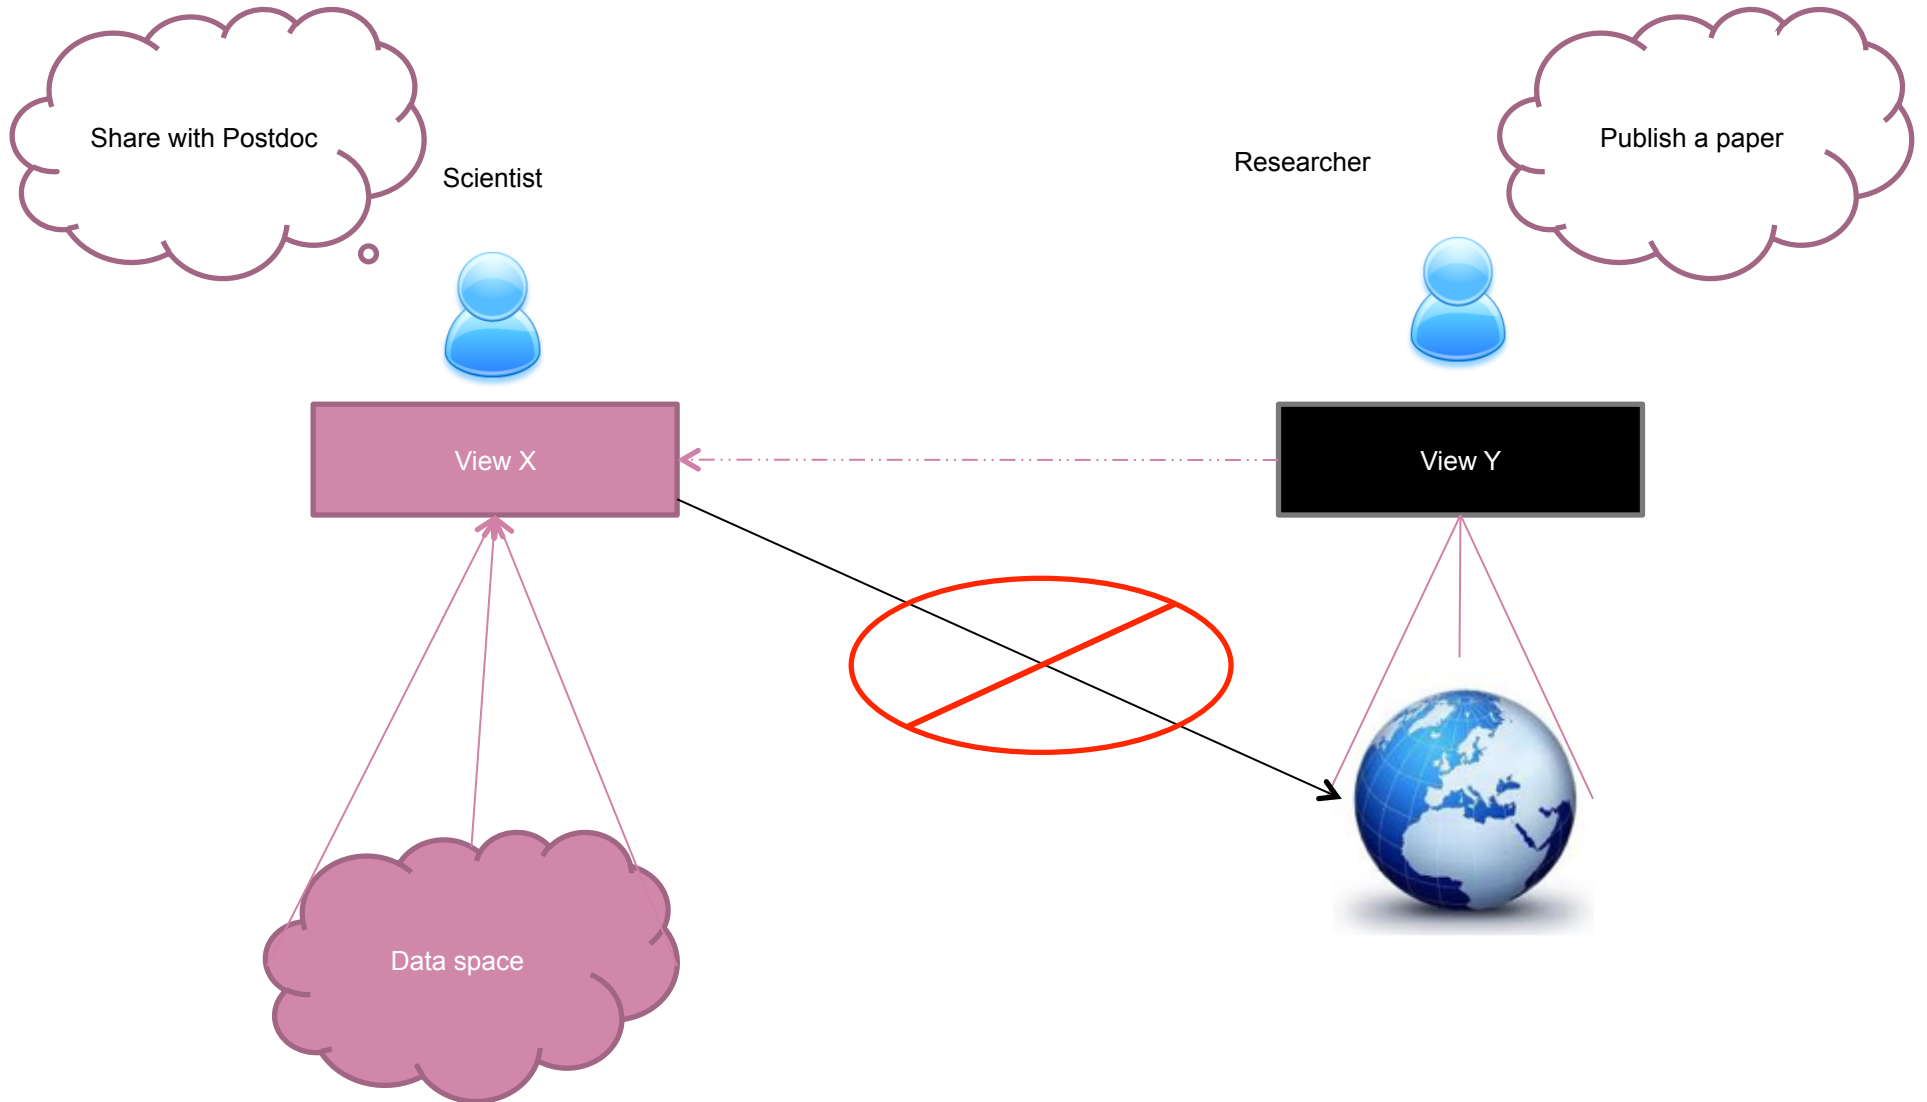 Share with Postdoc
Scientist
Researcher
Publish a paper
View X
View Y
Data space